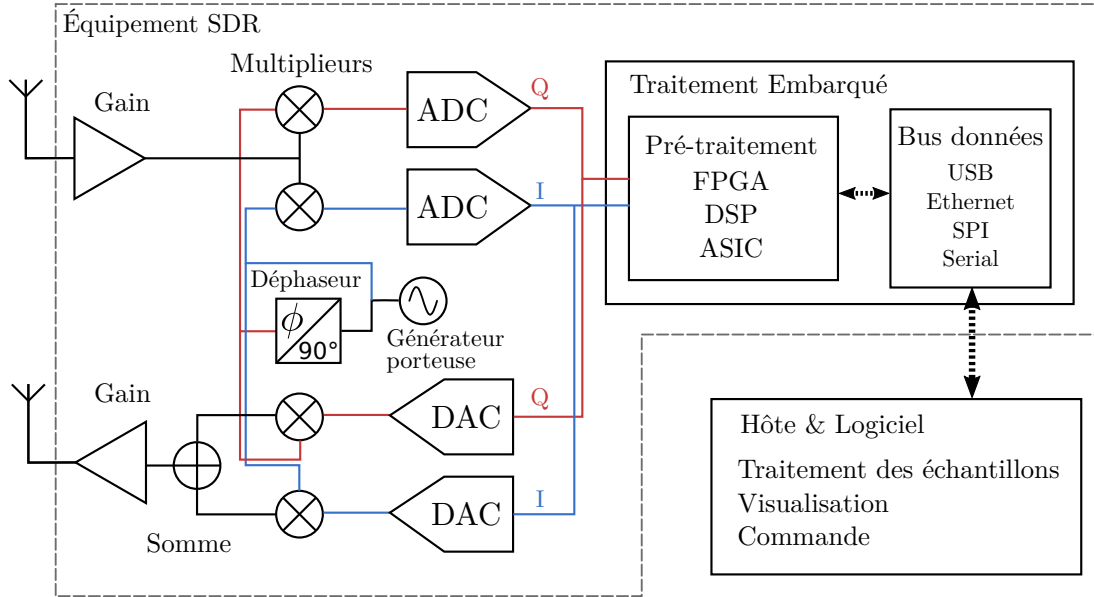 Équipement SDR
Gain
Multiplieurs
ADC
Q
ADC
I
Traitement Embarqué
Pré-traitement
FPGA
DSP
ASIC
Bus données
USB
Ethernet
SPI
Serial
Déphaseur
ϕ
90°
Générateur
porteuse
Gain
Somme
DAC
Q
DAC
I
Hôte & Logiciel
Traitement des échantillons
Visualisation
Commande